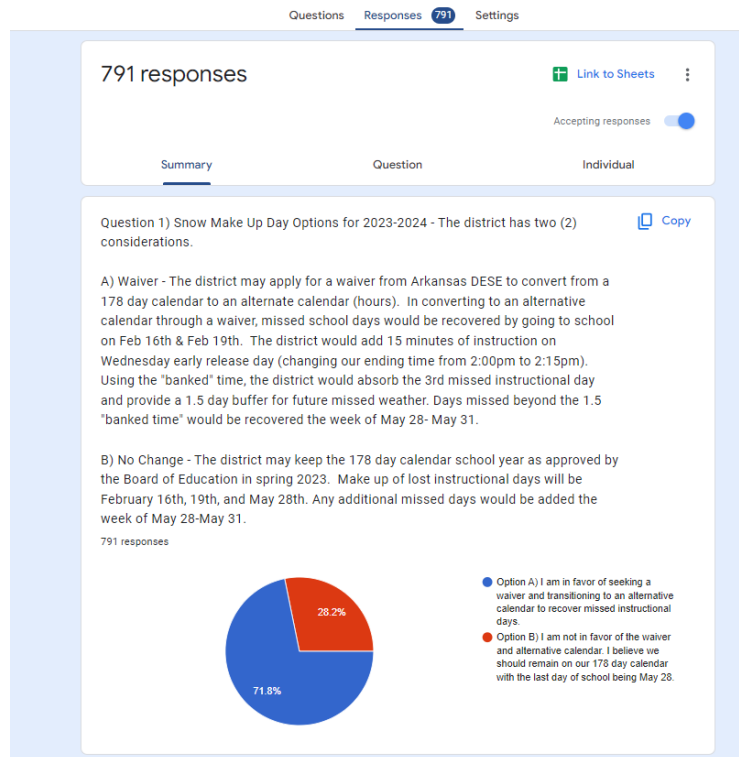 Questions Responses 791 Settings
791 responses
Link to Sheets
Accepting responses
Summary Question Individual
Question 1) Snow Make Up Day Options for 2023-2024 - The district has two (2)
considerations.
Copy
A) Waiver - The district may apply for a waiver from Arkansas DESE to convert from a
178 day calendar to an alternate calendar (hours). In converting to an alternative
calendar through a waiver, missed school days would be recovered by going to school
on Feb 16th & Feb 19th. The district would add 15 minutes of instruction on
Wednesday early release day (changing our ending time from 2:00pm to 2:15pm).
Using the "banked" time, the district would absorb the 3rd missed instructional day
and provide a 1.5 day buffer for future missed weather. Days missed beyond the 1.5
"banked time" would be recovered the week of May 28- May 31.
B) No Change - The district may keep the 178 day calendar school year as approved by
the Board of Education in spring 2023. Make up of lost instructional days will be
February 16th, 19th, and May 28th. Any additional missed days would be added the
week of May 28-May 31.
791 responses
28.2%
71.8%
Option A) I am in favor of seeking a
waiver and transitioning to an alternative
calendar to recover missed instructional
days.
Option B) I am not in favor of the waiver
and alternative calendar. I believe we
should remain on our 178 day calendar
with the last day of school being May 28.